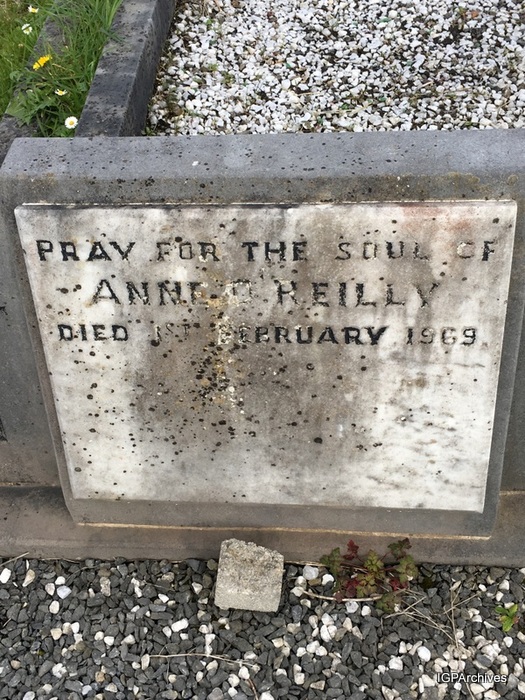 PRAY FOR THE SOUL OF
ANNE O'REILLY
DIED 1ST FEBRUARY 1969
IGPArchives